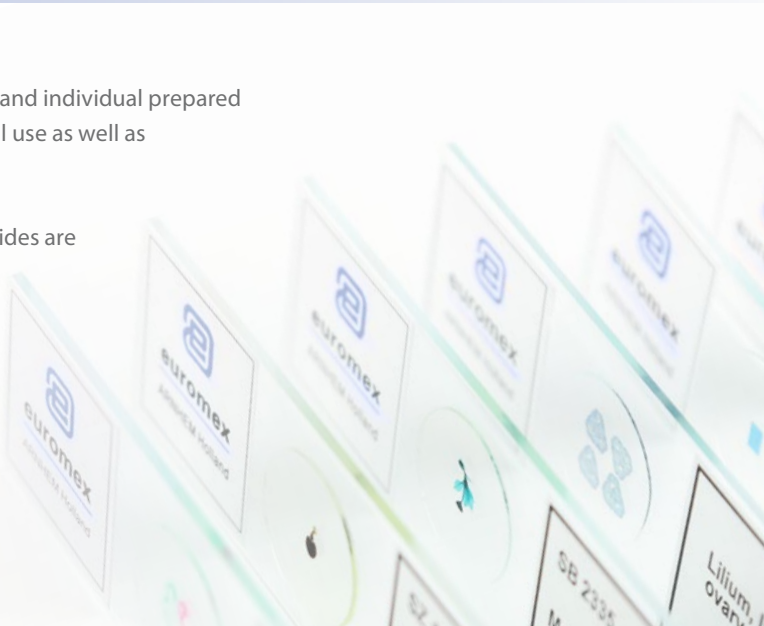 and individual prepared
l use as well as
ides are
euromex
euromex
euromex
euromex
euromex
ARNHEM Holland
ARNHEM Holland
SB 2335
Lilium,
ovary